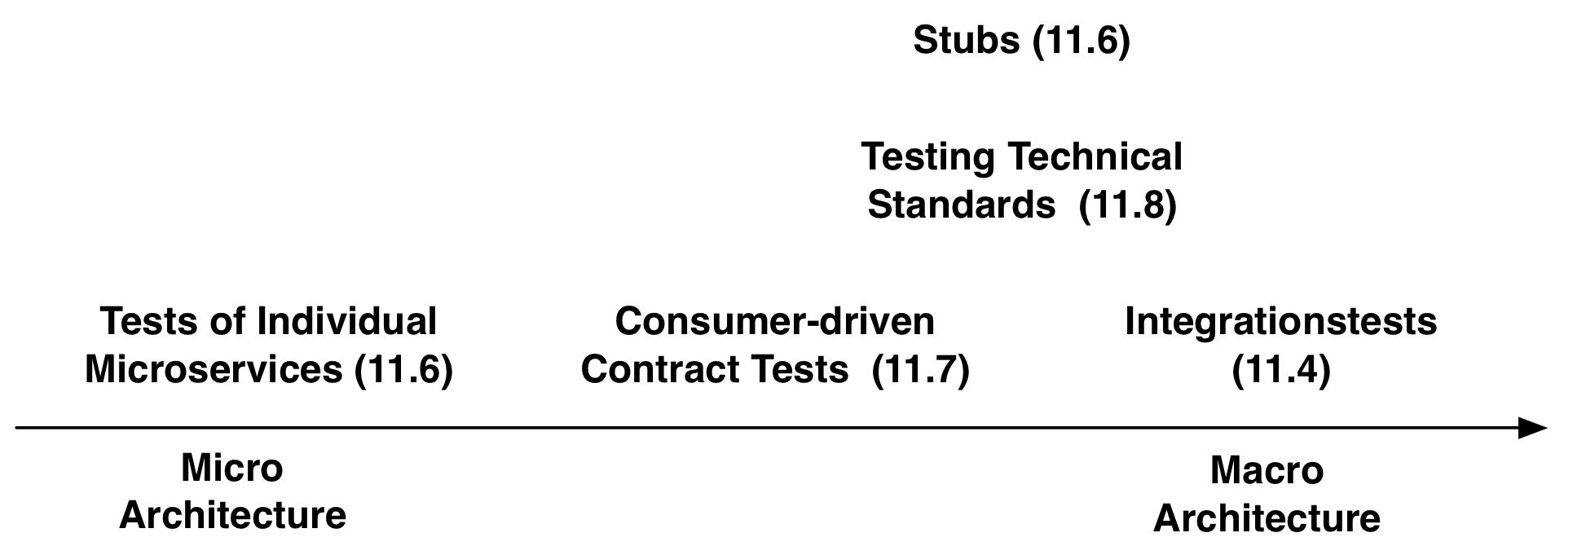 Stubs (11.6)
Testing Technical
Standards  (11.8)
Tests of Individual
Microservices (11.6)
Consumer-driven
Contract Tests  (11.7)
Integrationstests
(11.4)
Micro
Architecture
Macro
Architecture